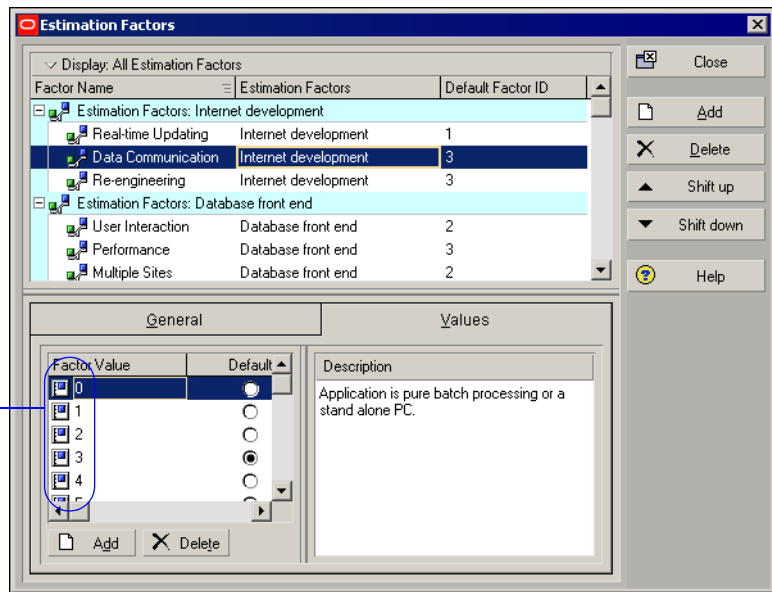 Estimation Factors
Display: All Estimation Factors
Factor Name Estimation Factors Default Factor ID
Estimation Factors: Internet development
Real-time Updating Internet development 1
Data Communication Internet development 3
Re-engineering Internet development 3
Estimation Factors: Database front end
User Interaction Database front end 2
Performance Database front end 3
Multiple Sites Database front end 2
Close
Add
Delete
Shift up
Shift down
Help
General Values
Factor Value Default
0
1
2
3
4
Add Delete
Description
Application is pure batch processing or a
stand alone PC.